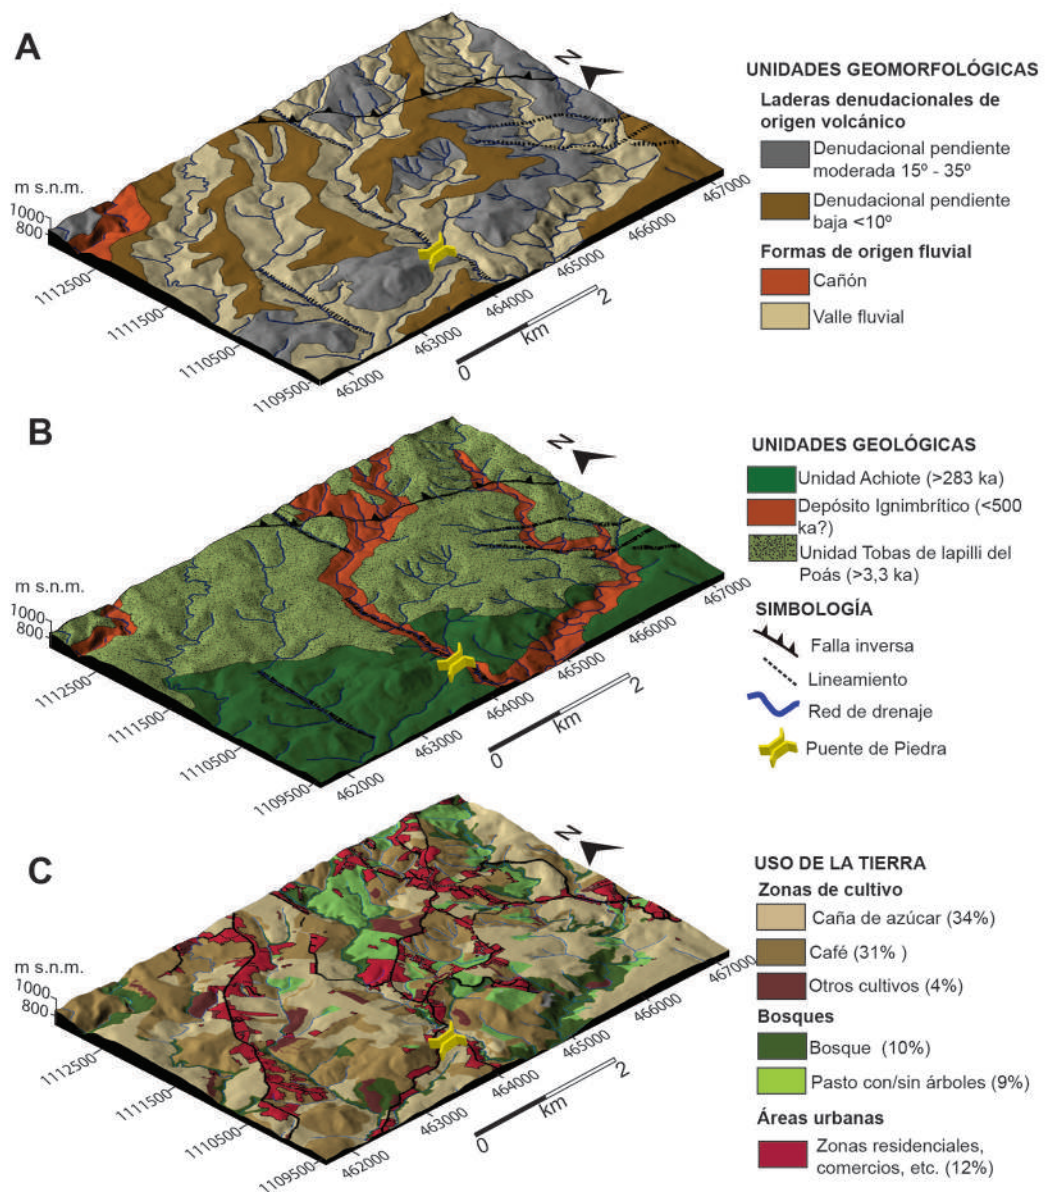 A
N
m s.n.m.
1000
800
1112500
1111500
1110500
1109500
462000
463000
464000
465000
466000
467000
0
km
2
UNIDADES GEOMORFOLÓGICAS
Laderas denudacionales de
origen volcánico
Denudacional pendiente
moderada 15º - 35º
Denudacional pendiente
baja <10º
Formas de origen fluvial
Cañón
Valle fluvial
B
N
m s.n.m.
1000
800
1112500
1111500
1110500
1109500
462000
463000
464000
465000
466000
467000
0
km
2
UNIDADES GEOLÓGICAS
Unidad Achiote (>283 ka)
Depósito Ignimbrítico (<500
ka?)
Unidad Tobas de lapilli del
Poás (>3,3 ka)
SIMBOLOGÍA
Falla inversa
Lineamiento
Red de drenaje
Puente de Piedra
C
N
m s.n.m.
1000
800
1112500
1111500
1110500
1109500
462000
463000
464000
465000
466000
467000
0
km
2
USO DE LA TIERRA
Zonas de cultivo
Caña de azúcar (34%)
Café (31% )
Otros cultivos (4%)
Bosques
Bosque (10%)
Pasto con/sin árboles (9%)
Áreas urbanas
Zonas residenciales,
comercios, etc. (12%)